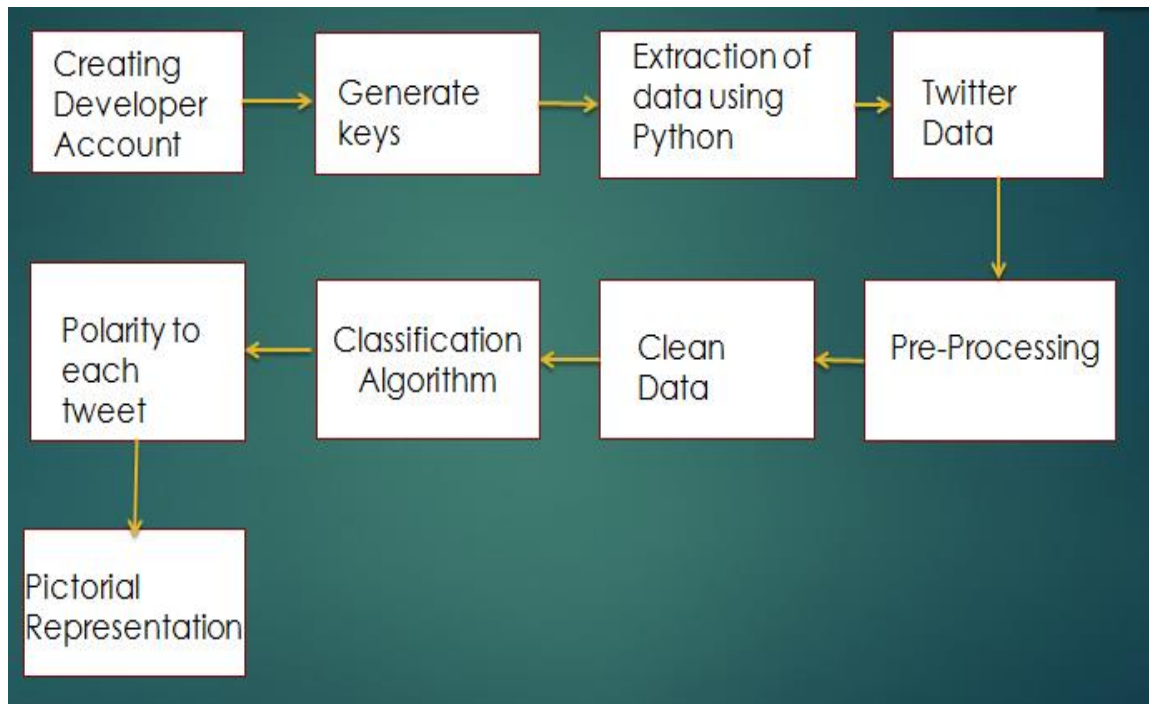 Creating
Developer
Account
Generate
keys
Extraction of
data using
Python
Twitter
Data
Pre-Processing
Clean
Data
Classification
Algorithm
Polarity to
each
tweet
Pictorial
Representation